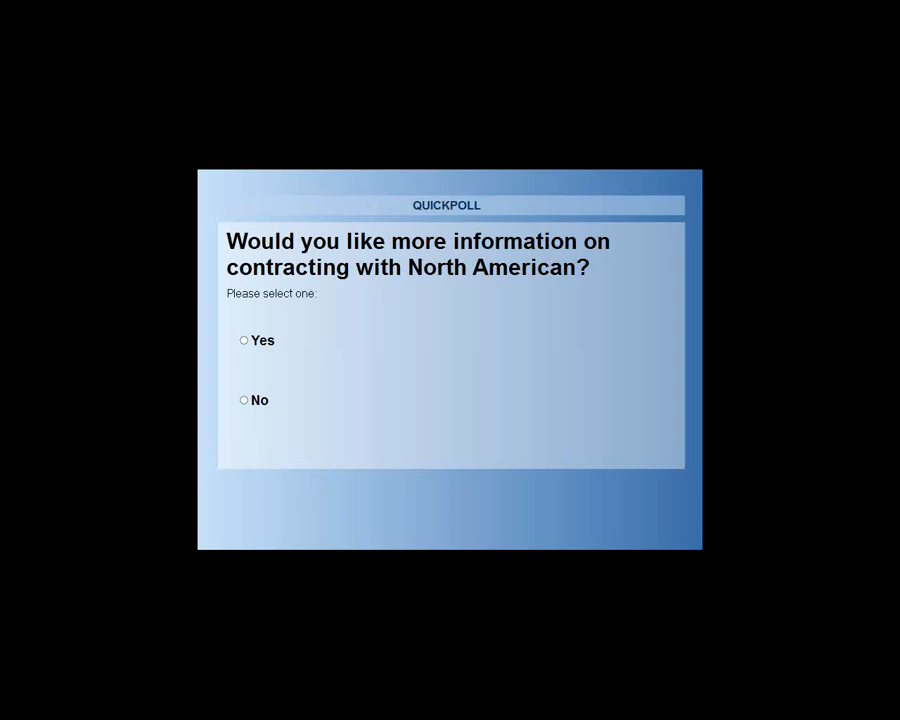 QUICKPOLL
Would you like more information on
contracting with North American?
Please select one:
Yes
No